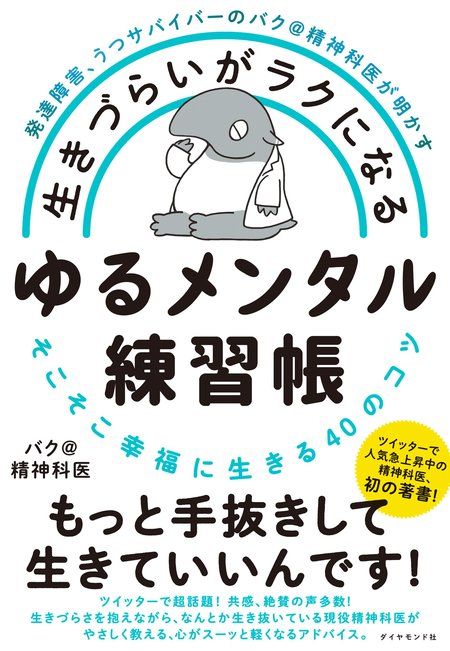 発達障害、うつサバイバーのバク@精神科医が明かす
生きづらいがラクになる
ゆるメンタル
練習帳
そこそこ幸福に生きる40のコツ
バク@
精神科医
ツイッターで
人気急上昇中の
精神科医、
初の著書!
もっと手抜きして
生きていいんです!
ツイッターで超話題! 共感、絶賛の声多数!
生きづらさを抱えながら、なんとか生き抜いている現役精神科医が
やさしく教える、心がスーッと軽くなるアドバイス。
ダイヤモンド社